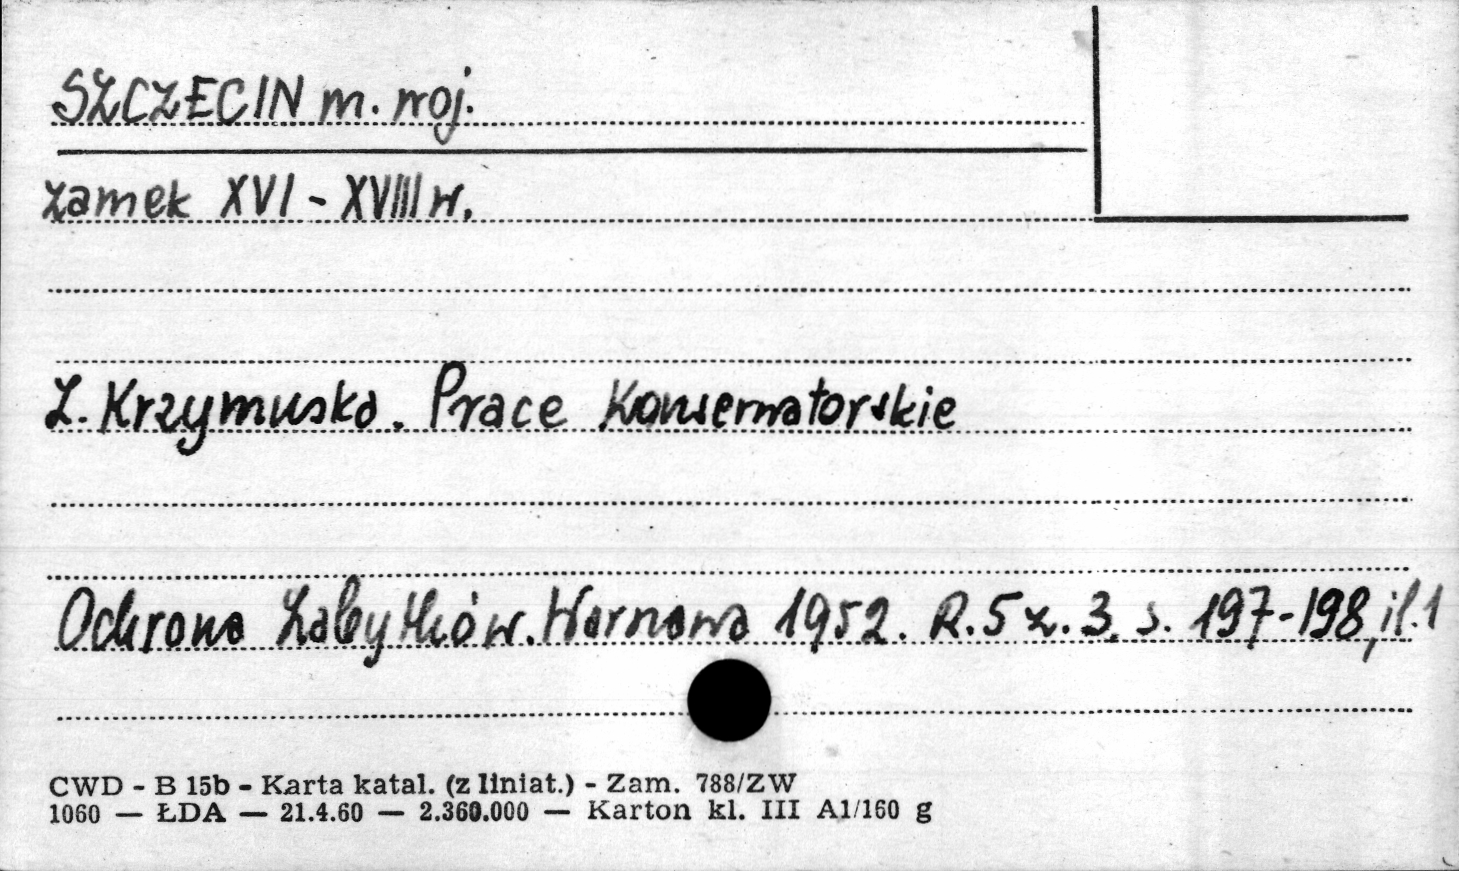 SZCZECIN m. woj.
zamek XVI - XVIII w.
Z. Krzymuska. Prace Konserwatorskie
Ochrona Zabytków. Warszawa 1952. R. 5 z. 3. s. 197-198, il. 1
CWD - B 15b - Karta katal. (z liniat.) - Zam. 788/ZW
1060 — ŁDA — 21.4.60 — 2.360.000 — Karton kl. III A1/160 g